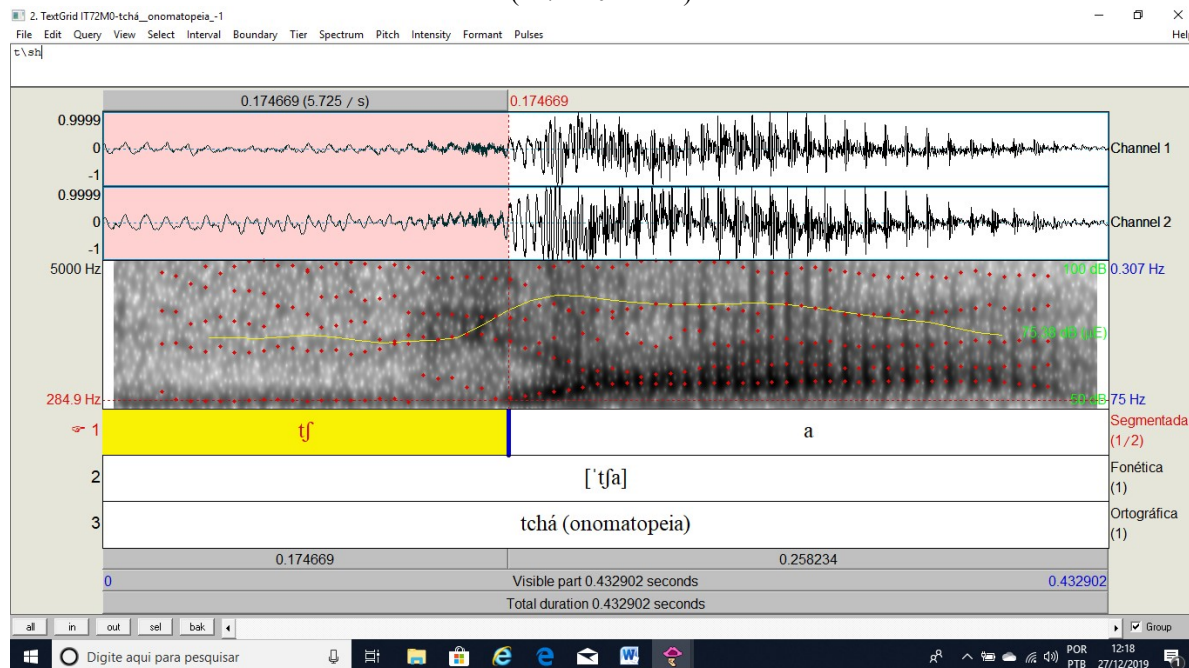 2. TextGrid IT72M0-tchá__onomatopeia_-1
File Edit Query View Select Interval Boundary Tier Spectrum Pitch Intensity Formant Pulses Help
t\sh
0.174669 (5.725 / s) 0.174669
0.9999
0
-1
Channel 1
0.9999
0
-1
Channel 2
5000 Hz 100 dB 0.307 Hz
284.9 Hz 50 dB 75 Hz
1 tʃ a Segmentada
(1/2)
2 [ˈtʃa] Fonética
(1)
3 tchá (onomatopeia) Ortográfica
(1)
0.174669 0.258234
0 Visible part 0.432902 seconds 0.432902
Total duration 0.432902 seconds
all in out sel bak Group
Digite aqui para pesquisar POR 12:18
PTB 27/12/2019